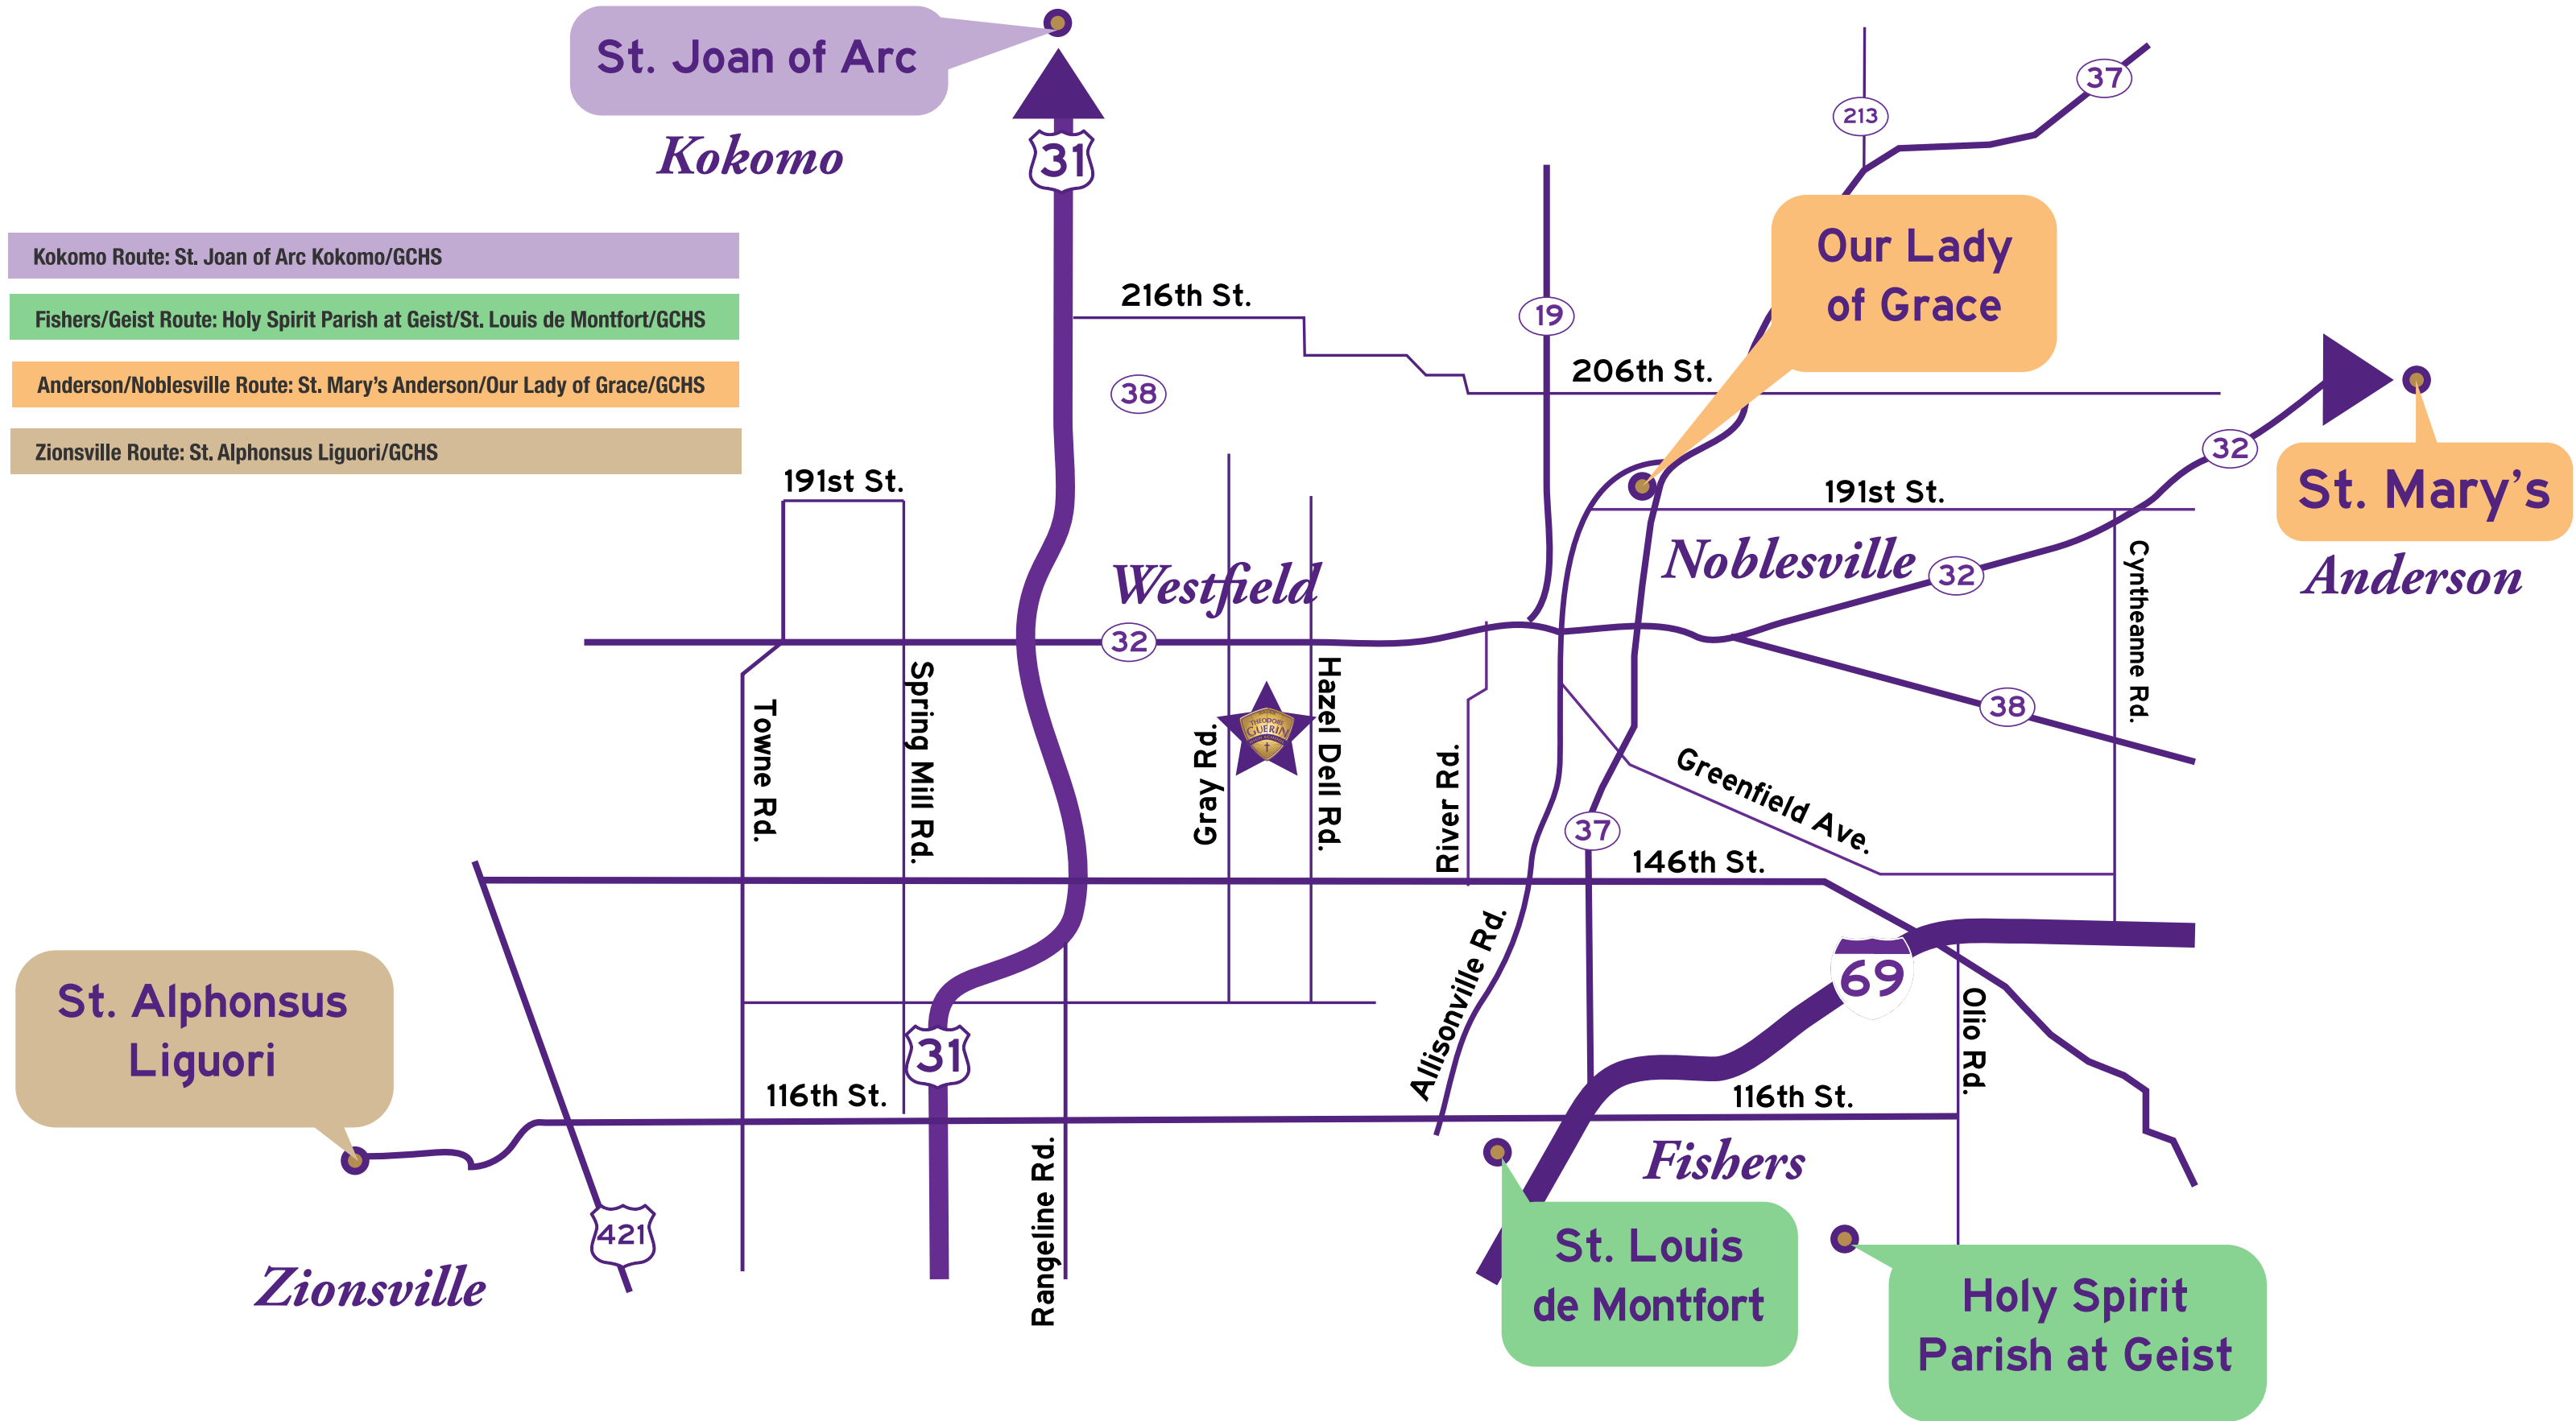 St. Joan of Arc
Kokomo
31
213
37
Kokomo Route: St. Joan of Arc Kokomo/GCHS
Fishers/Geist Route: Holy Spirit Parish at Geist/St. Louis de Montfort/GCHS
Anderson/Noblesville Route: St. Mary’s Anderson/Our Lady of Grace/GCHS
Zionsville Route: St. Alphonsus Liguori/GCHS
Our Lady
of Grace
216th St.
19
206th St.
38
32
191st St.
191st St.
St. Mary’s
Anderson
Westfield
Noblesville
32
Cyntheanne Rd.
32
Towne Rd.
Spring Mill Rd.
Gray Rd.
THEODORE
GUERIN
Hazel Dell Rd.
River Rd.
38
Greenfield Ave.
37
146th St.
Allisonville Rd.
69
Olio Rd.
St. Alphonsus
Liguori
31
116th St.
116th St.
Rangeline Rd.
Fishers
421
Zionsville
St. Louis
de Montfort
Holy Spirit
Parish at Geist